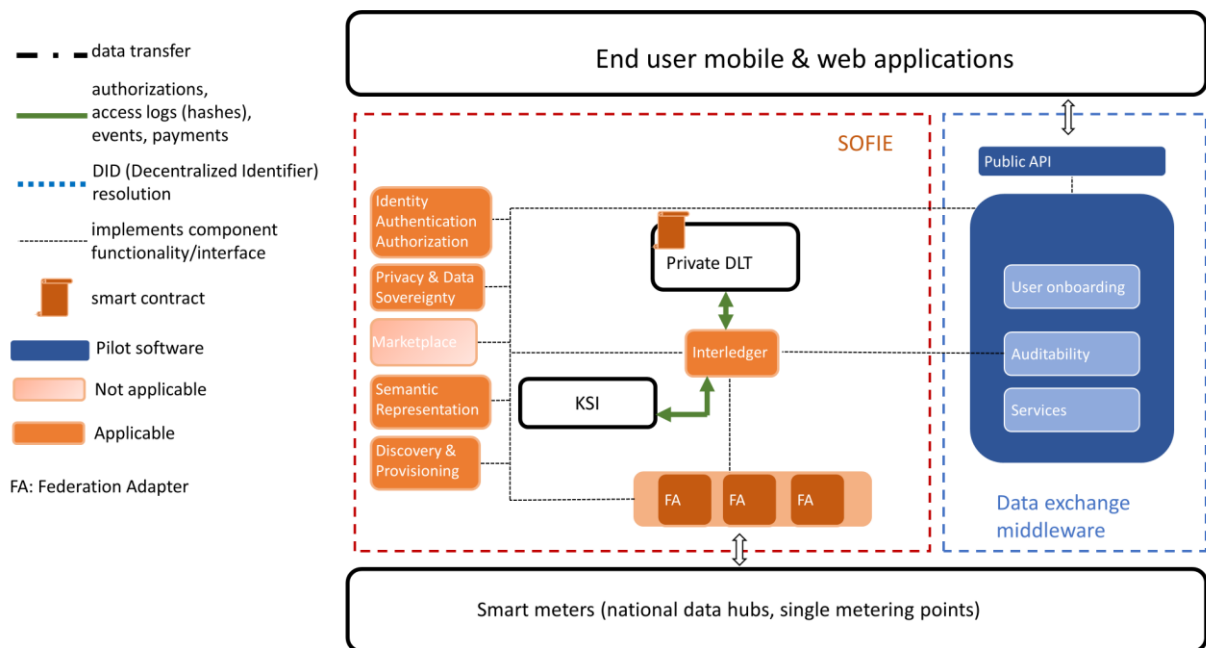 data transfer
authorizations,
access logs (hashes),
events, payments
DID (Decentralized Identifier)
resolution
implements component
functionality/interface
smart contract
Pilot software
Not applicable
Applicable
FA: Federation Adapter
End user mobile & web applications
SOFIE
Identity
Authentication
Authorization
Privacy & Data
Sovereignty
Marketplace
Semantic
Representation
Discovery &
Provisioning
Private DLT
Interledger
KSI
FA
FA
FA
Public API
User onboarding
Auditability
Services
Data exchange
middleware
Smart meters (national data hubs, single metering points)